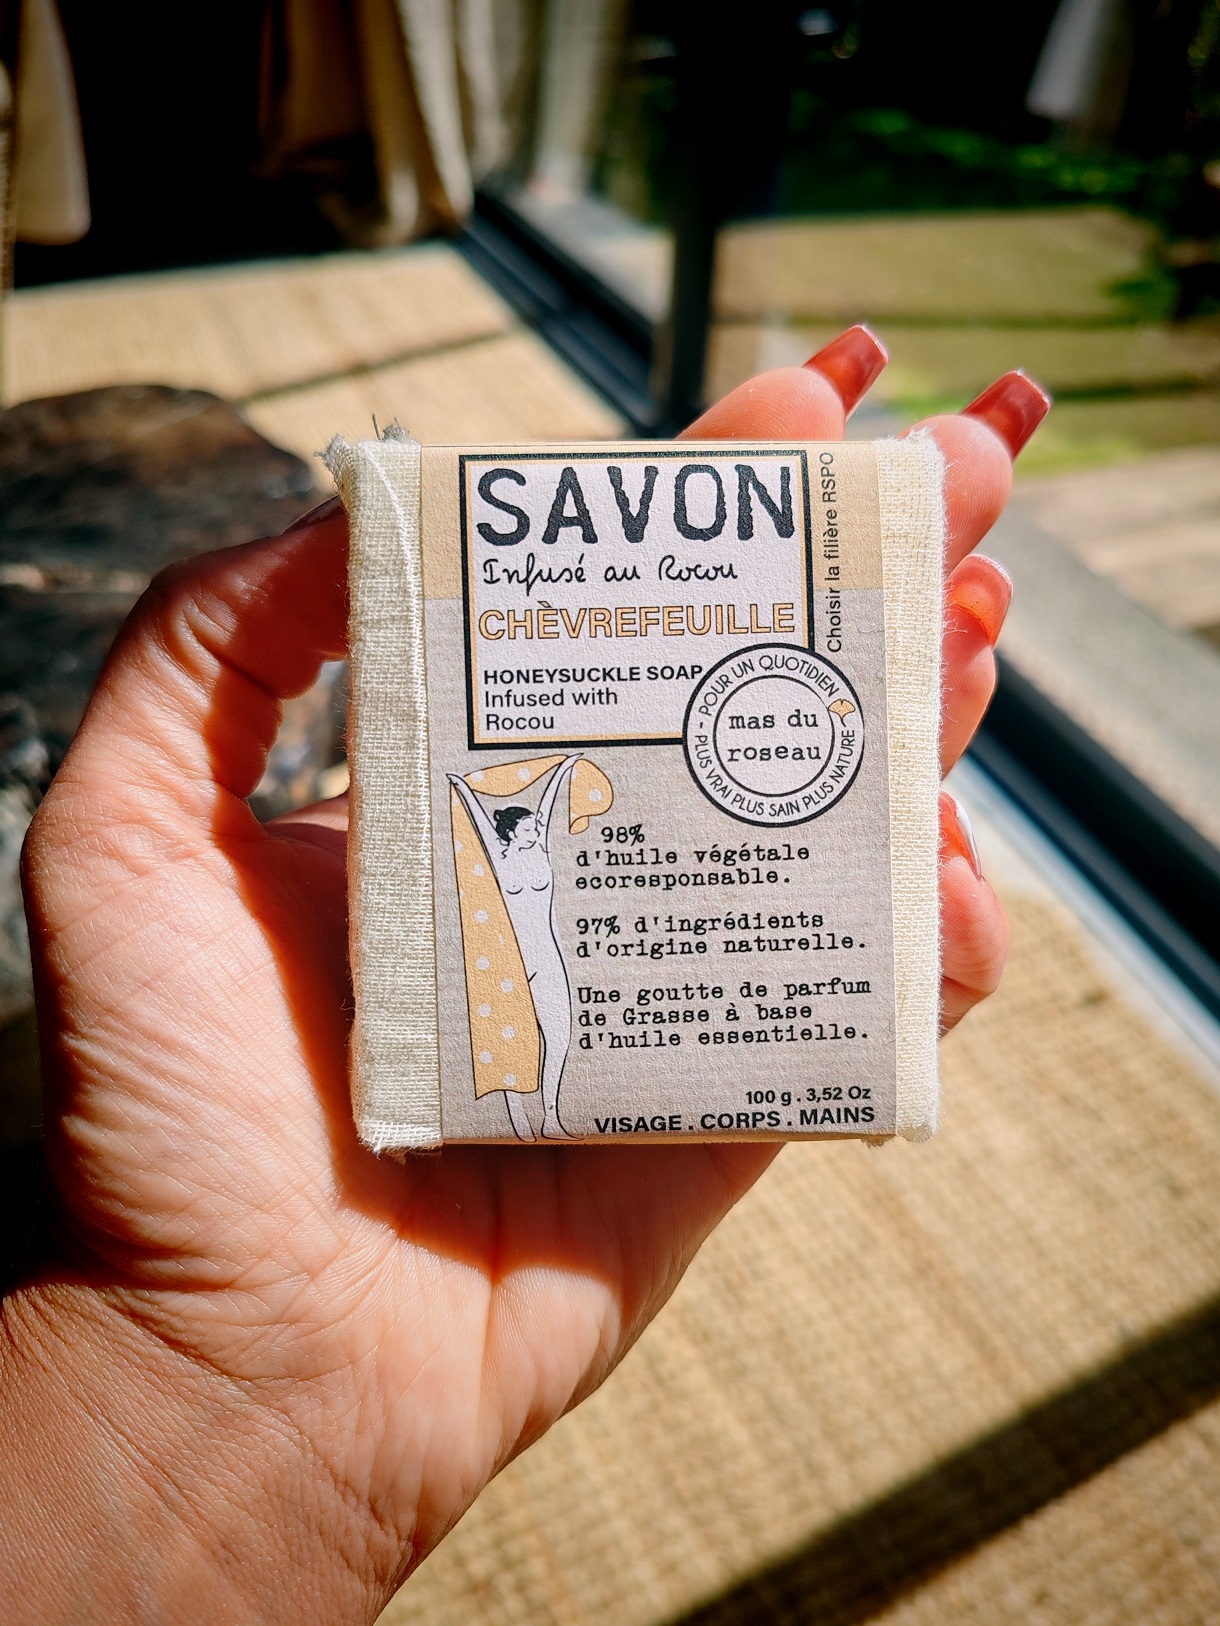 SAVON
Infusé au Rocou
CHÈVREFEUILLE
HONEYSUCKLE SOAP
Infused with
Rocou
Choisir la filière RSPO
- POUR UN QUOTIDIEN
mas du
roseau
- PLUS VRAI PLUS SAIN PLUS NATURE -
98%
d'huile végétale
ecoresponsable.
97% d'ingrédients
d'origine naturelle.
Une goutte de parfum
de Grasse à base
d'huile essentielle.
100 g . 3,52 Oz
VISAGE . CORPS . MAINS